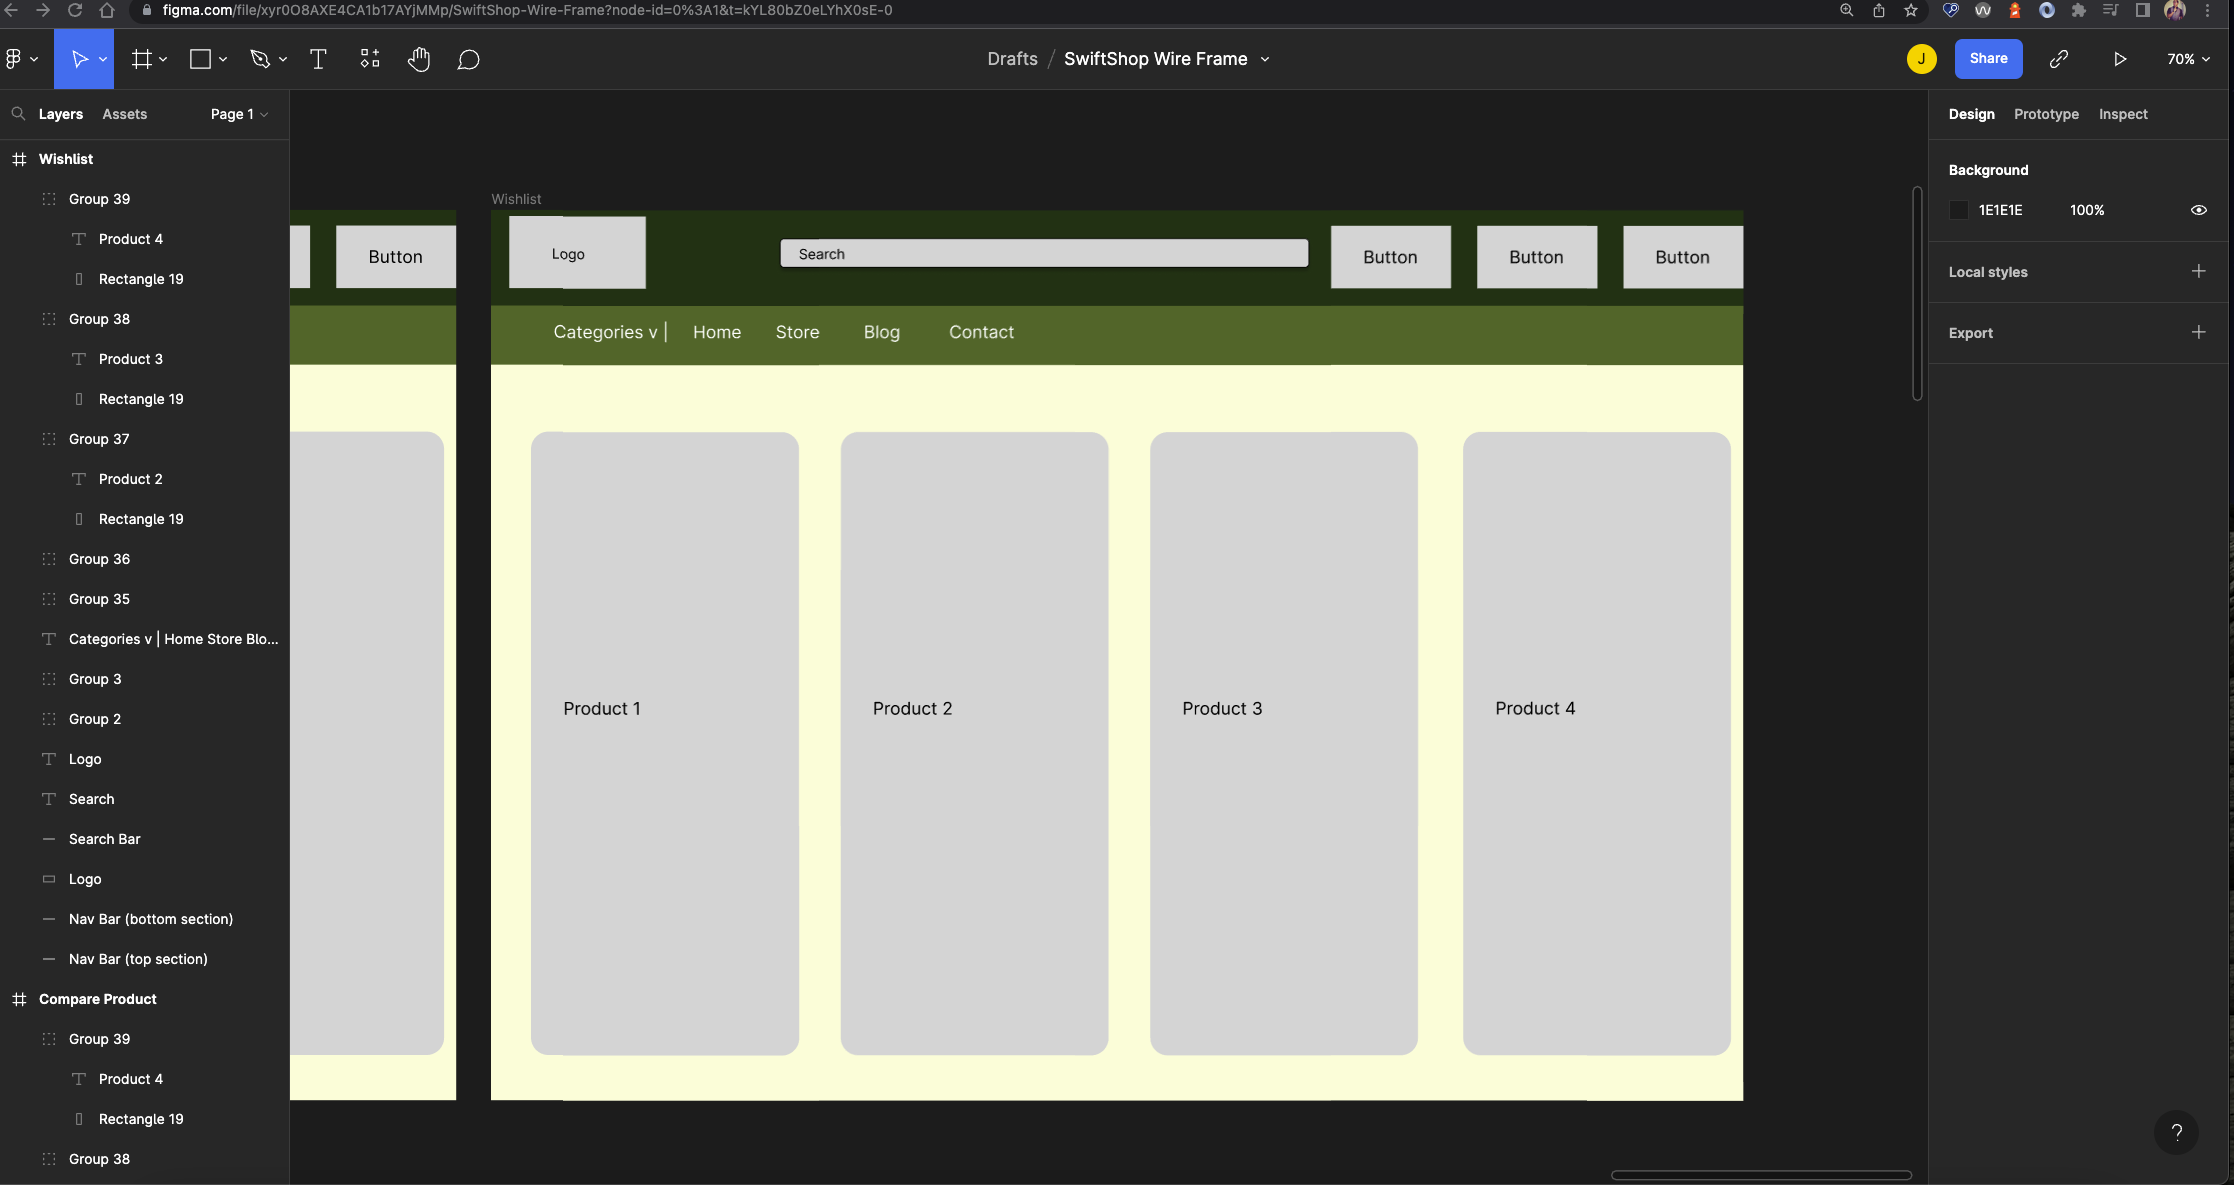 figma.com/file/xyr0O8AXE4CA1b17AYjMMp/SwiftShop-Wire-Frame?node-id=0%3A1&t=kYL80bZ0eLYhX0sE-0
Drafts / SwiftShop Wire Frame
J
Share
70%
Layers Assets Page 1
Design Prototype Inspect
Wishlist
Group 39
Product 4
Rectangle 19
Group 38
Product 3
Rectangle 19
Group 37
Product 2
Rectangle 19
Group 36
Group 35
Categories v | Home Store Blo...
Group 3
Group 2
Logo
Search
Search Bar
Logo
Nav Bar (bottom section)
Nav Bar (top section)
Compare Product
Group 39
Product 4
Rectangle 19
Group 38
Button
Wishlist
Logo
Search
Button Button Button
Categories v | Home Store Blog Contact
Product 1 Product 2 Product 3 Product 4
Background
1E1E1E 100%
Local styles
Export
?